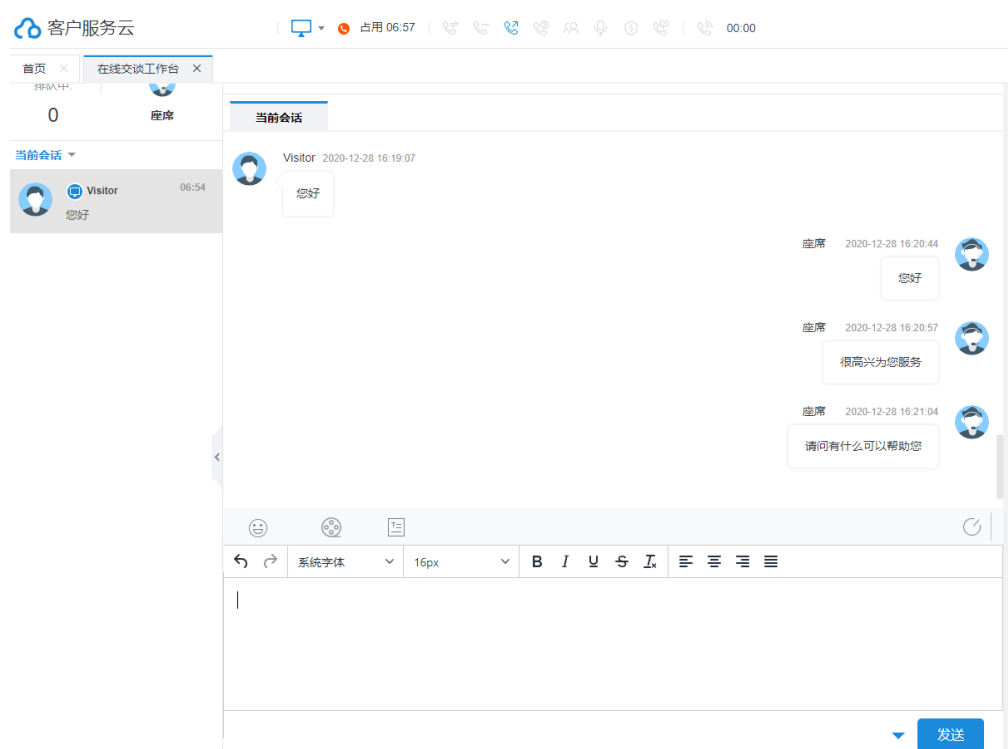 客户服务云
占用 06:57
00:00
首页
在线交谈工作台
排队中:
0
座席
当前会话
Visitor 06:54
您好
当前会话
Visitor 2020-12-28 16:19:07
您好
座席 2020-12-28 16:20:44
您好
座席 2020-12-28 16:20:57
很高兴为您服务
座席 2020-12-28 16:21:04
请问有什么可以帮助您
系统字体 16px B I U S T
发送